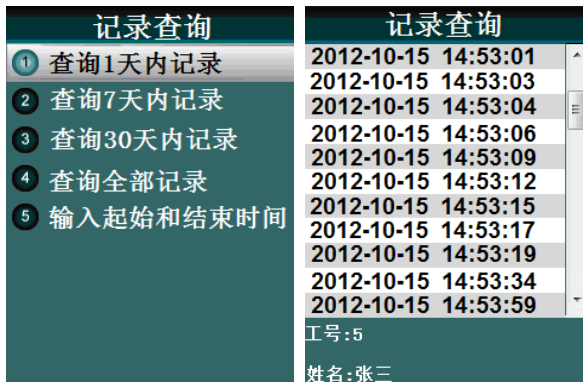 记录查询
1 查询1天内记录
2 查询7天内记录
3 查询30天内记录
4 查询全部记录
5 输入起始和结束时间
记录查询
2012-10-15 14:53:01
2012-10-15 14:53:03
2012-10-15 14:53:04
2012-10-15 14:53:06
2012-10-15 14:53:09
2012-10-15 14:53:12
2012-10-15 14:53:15
2012-10-15 14:53:17
2012-10-15 14:53:19
2012-10-15 14:53:34
2012-10-15 14:53:59
工号:5
姓名:张三